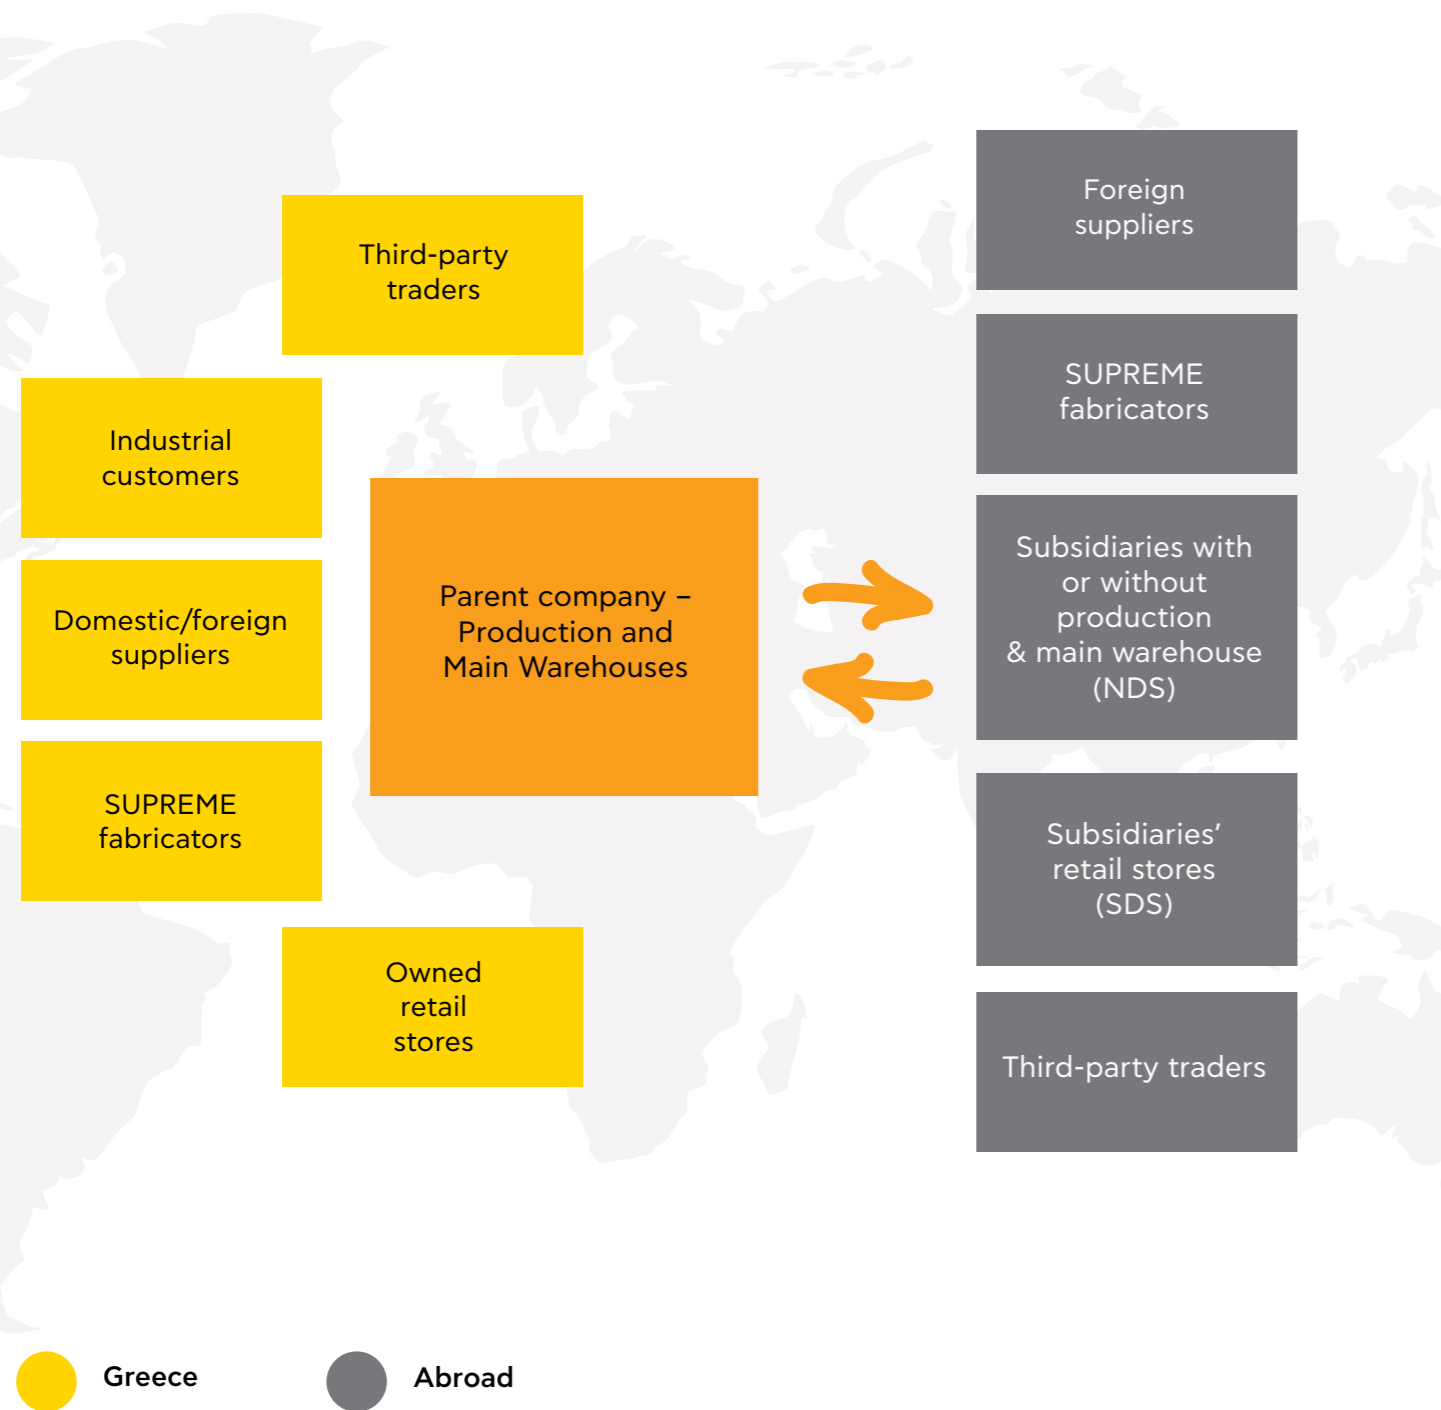 Third-party
traders
Industrial
customers
Domestic/foreign
suppliers
SUPREME
fabricators
Owned
retail
stores
Parent company –
Production and
Main Warehouses
Foreign
suppliers
SUPREME
fabricators
Subsidiaries with
or without
production
& main warehouse
(NDS)
Subsidiaries’
retail stores
(SDS)
Third-party traders
Greece
Abroad